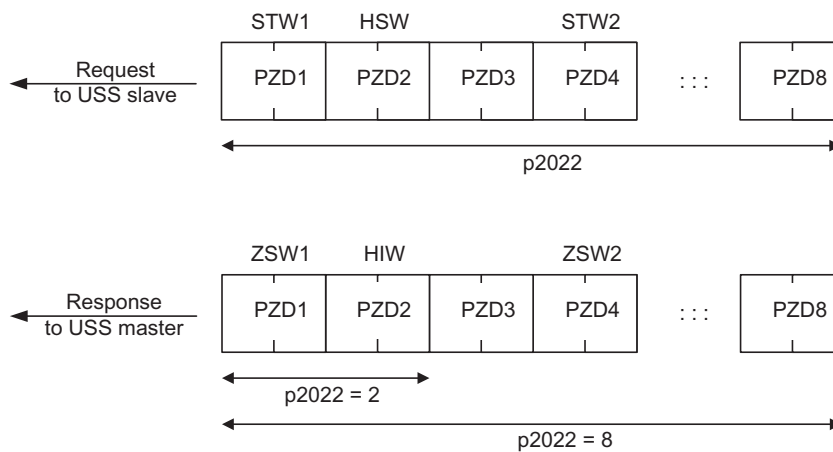 STW1 HSW STW2
Request
to USS slave
PZD1 PZD2 PZD3 PZD4 : : : PZD8
p2022
ZSW1 HIW ZSW2
Response
to USS master
PZD1 PZD2 PZD3 PZD4 : : : PZD8
p2022 = 2
p2022 = 8